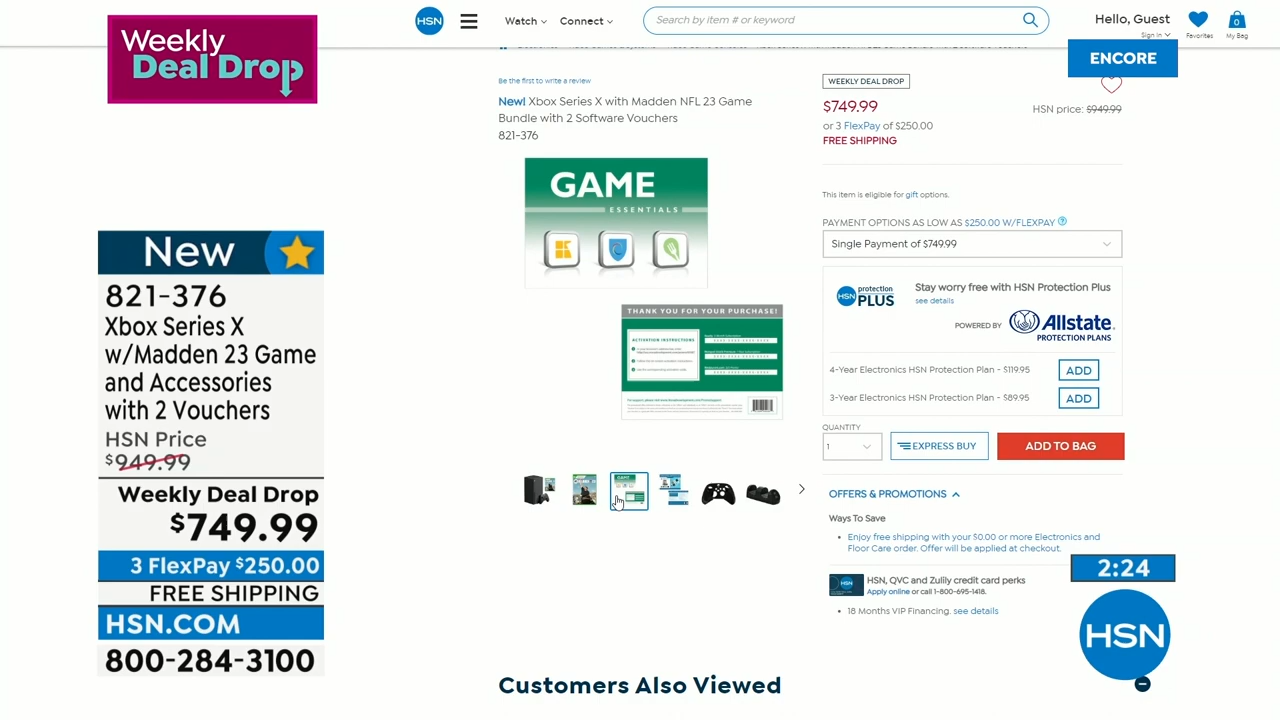 Weekly
Deal Drop
HSN
Watch
Connect
Search by item # or keyword
Hello, Guest
Sign in
Favorites
0
My Bag
ENCORE
Be the first to write a review
New! Xbox Series X with Madden NFL 23 Game
Bundle with 2 Software Vouchers
821-376
GAME
ESSENTIALS
THANK YOU FOR YOUR PURCHASE!
ACTIVATION INSTRUCTIONS
WEEKLY DEAL DROP
$749.99
HSN price: $949.99
or 3 FlexPay of $250.00
FREE SHIPPING
This item is eligible for gift options.
PAYMENT OPTIONS AS LOW AS $250.00 W/FLEXPAY ?
Single Payment of $749.99
HSN protection PLUS
Stay worry free with HSN Protection Plus
see details
POWERED BY
Allstate
PROTECTION PLANS
4-Year Electronics HSN Protection Plan - $119.95
ADD
3-Year Electronics HSN Protection Plan - $89.95
ADD
QUANTITY
1
EXPRESS BUY
ADD TO BAG
OFFERS & PROMOTIONS
Ways To Save
Enjoy free shipping with your $0.00 or more Electronics and
Floor Care order. Offer will be applied at checkout.
HSN
HSN, QVC and Zulily credit card perks
Apply online or call 1-800-695-1418.
18 Months VIP Financing. see details
Customers Also Viewed
New
821-376
Xbox Series X
w/Madden 23 Game
and Accessories
with 2 Vouchers
HSN Price
$949.99
Weekly Deal Drop
$749.99
3 FlexPay $250.00
FREE SHIPPING
HSN.COM
800-284-3100
2:24
HSN